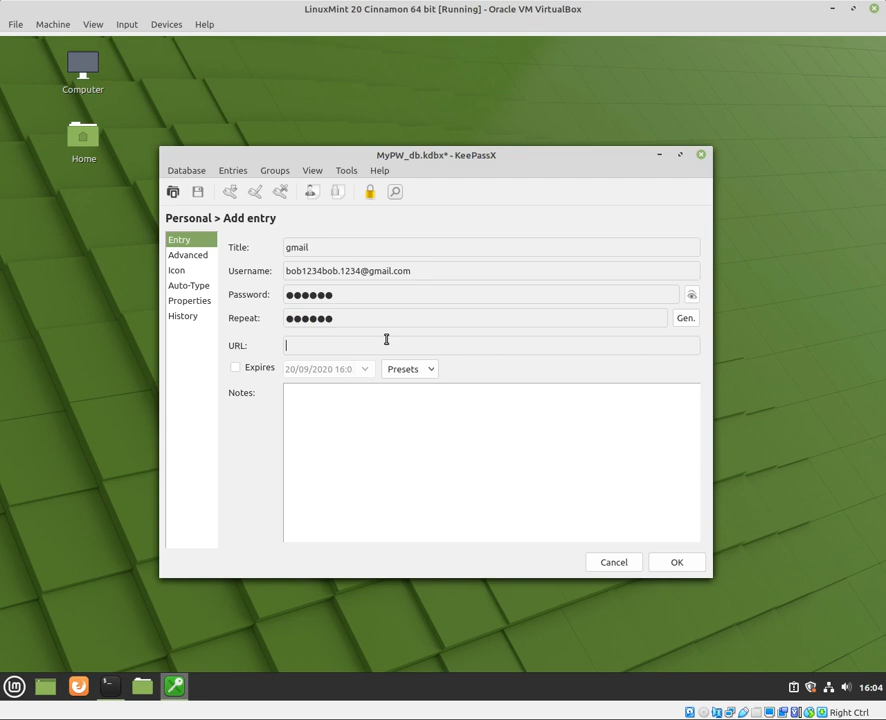 LinuxMint 20 Cinnamon 64 bit [Running] - Oracle VM VirtualBox
File Machine View Input Devices Help
Computer
Home
MyPW_db.kdbx* - KeePassX
Database Entries Groups View Tools Help
Personal > Add entry
Entry
Advanced
Icon
Auto-Type
Properties
History
Title: gmail
Username: bob1234bob.1234@gmail.com
Password: ●●●●●●
Repeat: ●●●●●● Gen.
URL:
Expires 20/09/2020 16:0 Presets
Notes:
Cancel OK
16:04
Right Ctrl